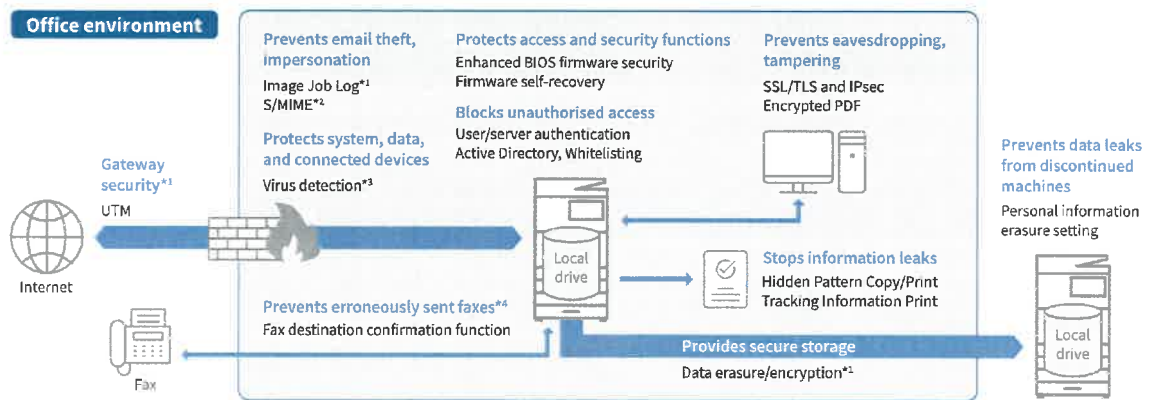 Office environment
Prevents email theft,
impersonation
Image Job Log*1
S/MIME*2
Protects access and security functions
Enhanced BIOS firmware security
Firmware self-recovery
Prevents eavesdropping,
tampering
SSL/TLS and IPsec
Encrypted PDF
Blocks unauthorised access
User/server authentication
Active Directory, Whitelisting
Protects system, data,
and connected devices
Virus detection*3
Gateway
security*1
UTM
Internet
Prevents data leaks
from discontinued
machines
Personal information
erasure setting
Local
drive
Stops information leaks
Hidden Pattern Copy/Print
Tracking Information Print
Prevents erroneously sent faxes*4
Fax destination confirmation function
Fax
Provides secure storage
Data erasure/encryption*1
Local
drive